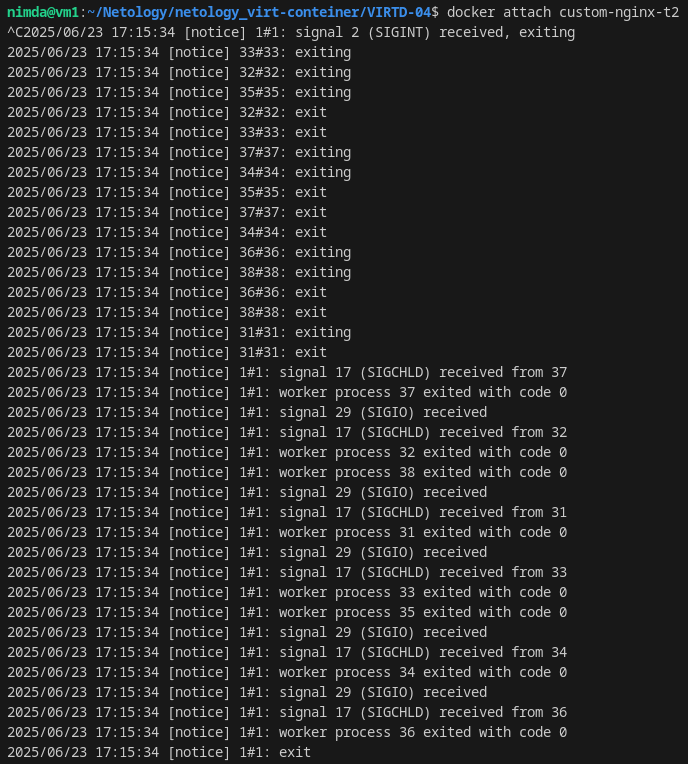 nimda@vm1:~/Netology/netology_virt-conteiner/VIRTD-04$ docker attach custom-nginx-t2
^C2025/06/23 17:15:34 [notice] 1#1: signal 2 (SIGINT) received, exiting
2025/06/23 17:15:34 [notice] 33#33: exiting
2025/06/23 17:15:34 [notice] 32#32: exiting
2025/06/23 17:15:34 [notice] 35#35: exiting
2025/06/23 17:15:34 [notice] 32#32: exit
2025/06/23 17:15:34 [notice] 33#33: exit
2025/06/23 17:15:34 [notice] 37#37: exiting
2025/06/23 17:15:34 [notice] 34#34: exiting
2025/06/23 17:15:34 [notice] 35#35: exit
2025/06/23 17:15:34 [notice] 37#37: exit
2025/06/23 17:15:34 [notice] 34#34: exit
2025/06/23 17:15:34 [notice] 36#36: exiting
2025/06/23 17:15:34 [notice] 38#38: exiting
2025/06/23 17:15:34 [notice] 36#36: exit
2025/06/23 17:15:34 [notice] 38#38: exit
2025/06/23 17:15:34 [notice] 31#31: exiting
2025/06/23 17:15:34 [notice] 31#31: exit
2025/06/23 17:15:34 [notice] 1#1: signal 17 (SIGCHLD) received from 37
2025/06/23 17:15:34 [notice] 1#1: worker process 37 exited with code 0
2025/06/23 17:15:34 [notice] 1#1: signal 29 (SIGIO) received
2025/06/23 17:15:34 [notice] 1#1: signal 17 (SIGCHLD) received from 32
2025/06/23 17:15:34 [notice] 1#1: worker process 32 exited with code 0
2025/06/23 17:15:34 [notice] 1#1: worker process 38 exited with code 0
2025/06/23 17:15:34 [notice] 1#1: signal 29 (SIGIO) received
2025/06/23 17:15:34 [notice] 1#1: signal 17 (SIGCHLD) received from 31
2025/06/23 17:15:34 [notice] 1#1: worker process 31 exited with code 0
2025/06/23 17:15:34 [notice] 1#1: signal 29 (SIGIO) received
2025/06/23 17:15:34 [notice] 1#1: signal 17 (SIGCHLD) received from 33
2025/06/23 17:15:34 [notice] 1#1: worker process 33 exited with code 0
2025/06/23 17:15:34 [notice] 1#1: worker process 35 exited with code 0
2025/06/23 17:15:34 [notice] 1#1: signal 29 (SIGIO) received
2025/06/23 17:15:34 [notice] 1#1: signal 17 (SIGCHLD) received from 34
2025/06/23 17:15:34 [notice] 1#1: worker process 34 exited with code 0
2025/06/23 17:15:34 [notice] 1#1: signal 29 (SIGIO) received
2025/06/23 17:15:34 [notice] 1#1: signal 17 (SIGCHLD) received from 36
2025/06/23 17:15:34 [notice] 1#1: worker process 36 exited with code 0
2025/06/23 17:15:34 [notice] 1#1: exit